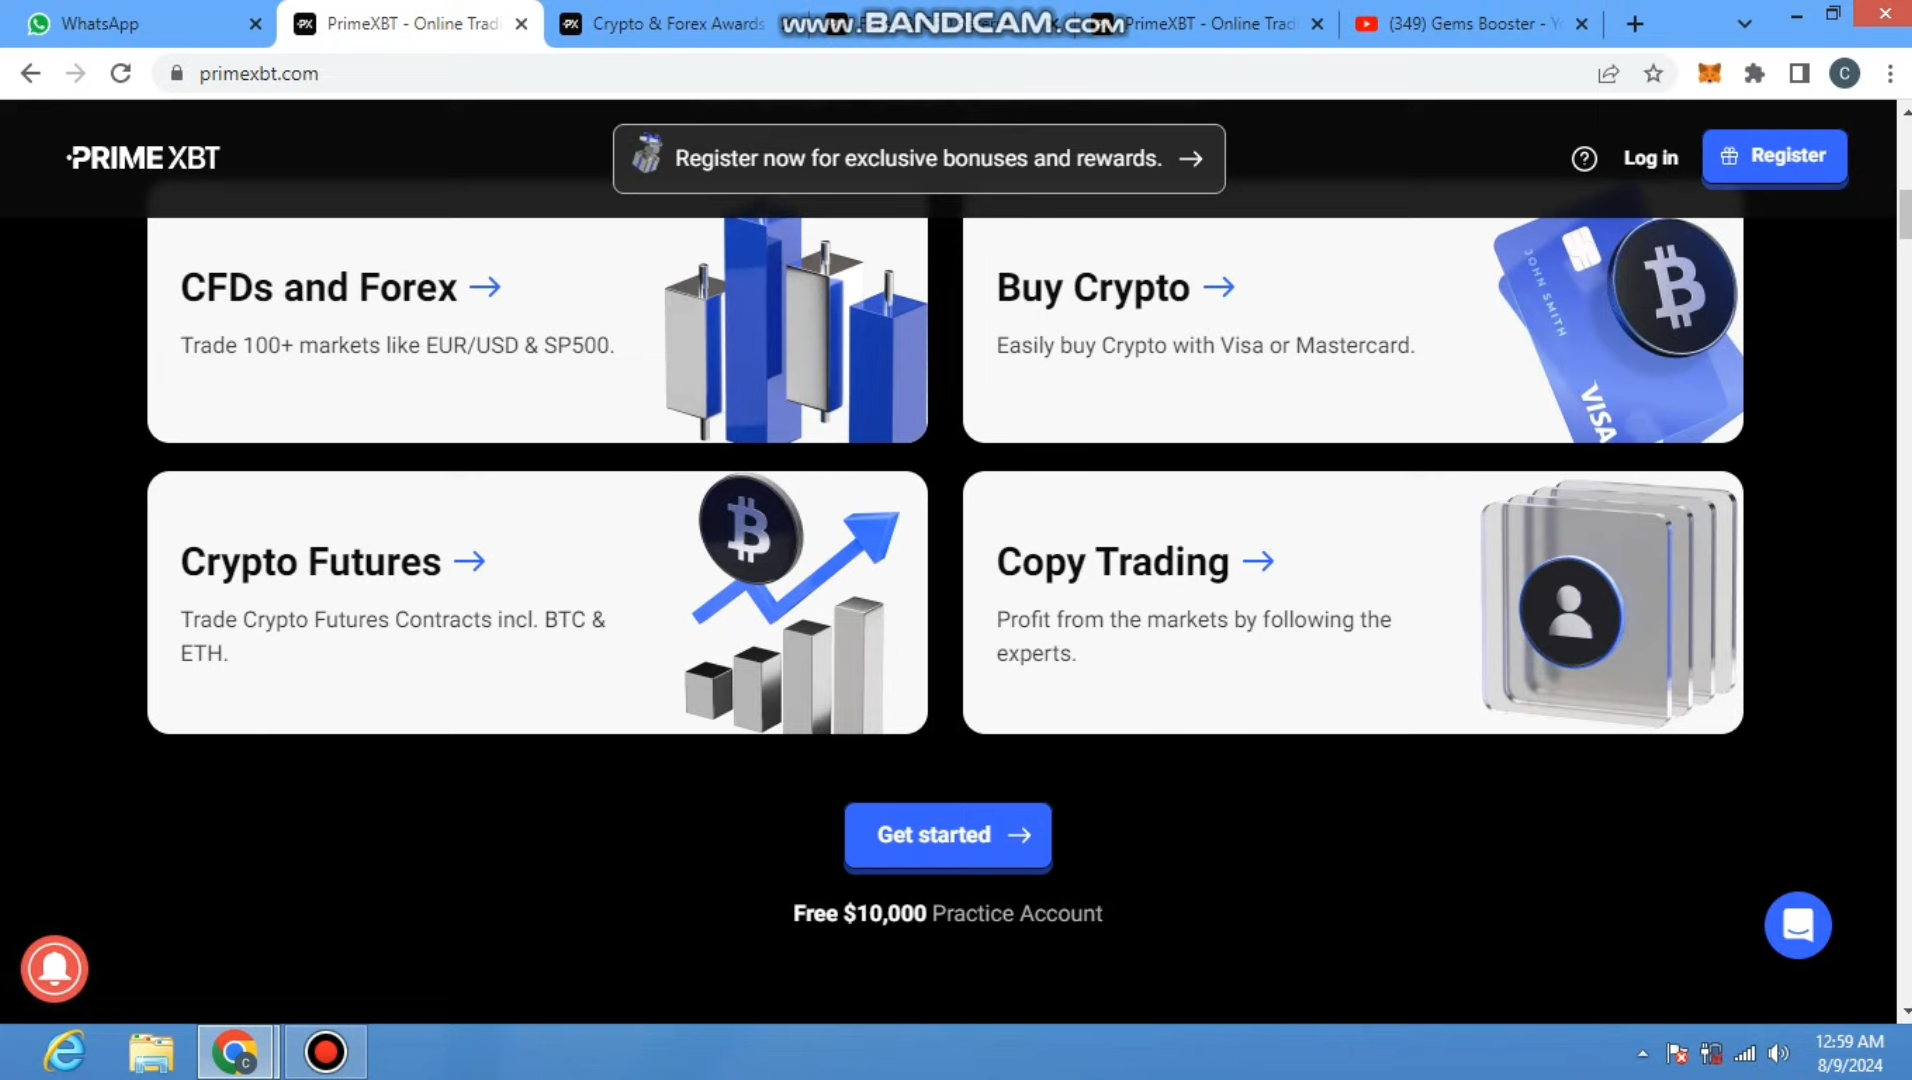 WhatsApp
PrimeXBT - Online Tradi
Crypto & Forex Awards
www.BANDICAM.com
PrimeXBT - Online Tradi
(349) Gems Booster - Y
primexbt.com
C
PRIME XBT
Register now for exclusive bonuses and rewards.
Log in
Register
CFDs and Forex
Trade 100+ markets like EUR/USD & SP500.
Buy Crypto
Easily buy Crypto with Visa or Mastercard.
JOHN SMITH
VISA
Crypto Futures
Trade Crypto Futures Contracts incl. BTC &
ETH.
Copy Trading
Profit from the markets by following the
experts.
Get started
Free $10,000 Practice Account
12:59 AM
8/9/2024